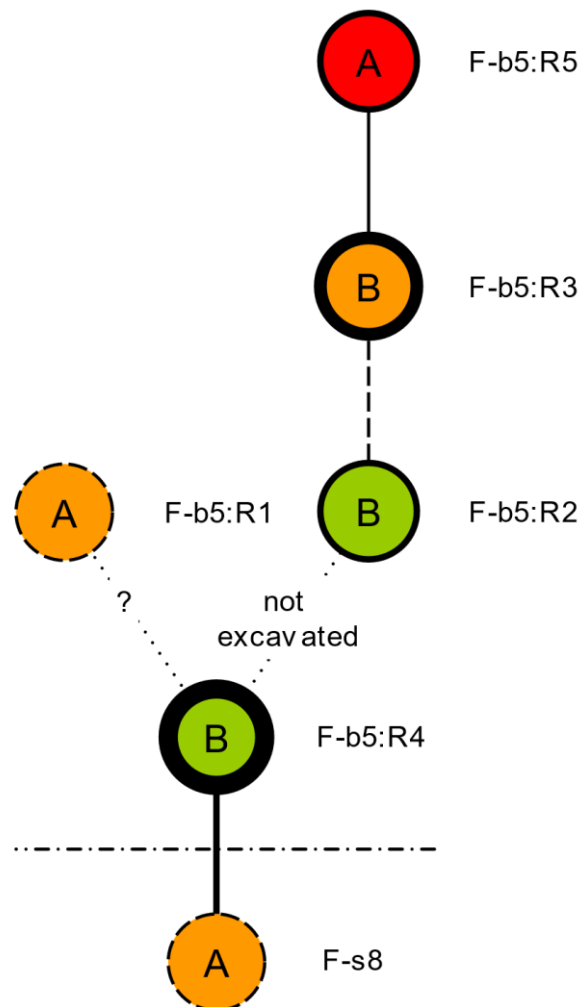 A F-b5:R5
B F-b5:R3
A F-b5:R1 B F-b5:R2
? not
excavated
B F-b5:R4
A F-s8